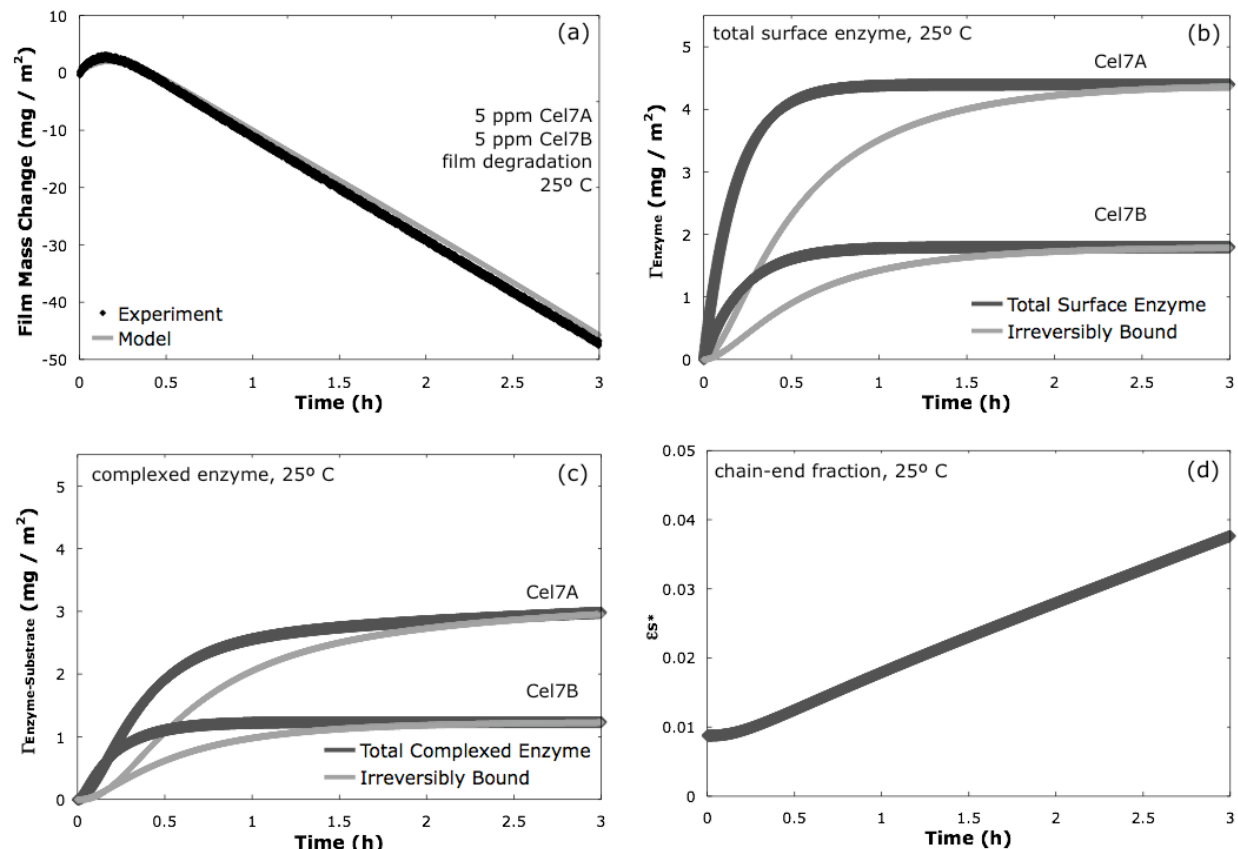 (a)
Film Mass Change (mg / m²)
10
0
-10
-20
-30
-40
-50
5 ppm Cel7A
5 ppm Cel7B
film degradation
25º C
Experiment
Model
0
0.5
1
1.5
2
2.5
3
Time (h)
total surface enzyme, 25º C
(b)
ΓEnzyme (mg / m²)
5
4
3
2
1
0
Cel7A
Cel7B
Total Surface Enzyme
Irreversibly Bound
0
0.5
1
1.5
2
2.5
3
Time (h)
complexed enzyme, 25º C
(c)
ΓEnzyme-Substrate (mg / m²)
5
4
3
2
1
0
Cel7A
Cel7B
Total Complexed Enzyme
Irreversibly Bound
0
0.5
1
1.5
2
2.5
3
Time (h)
chain-end fraction, 25º C
(d)
εs*
0.05
0.04
0.03
0.02
0.01
0
0
0.5
1
1.5
2
2.5
3
Time (h)